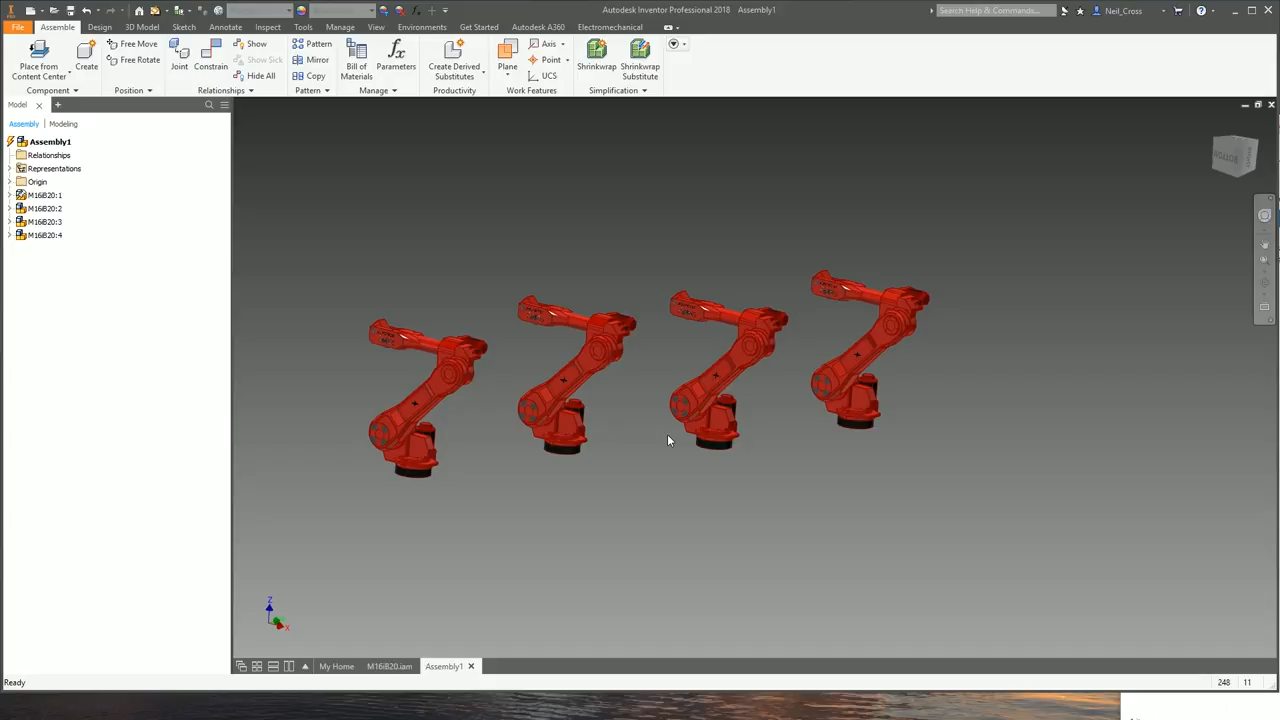 Autodesk Inventor Professional 2018 Assembly1
Search Help & Commands...
Neil_Cross
File Assemble Design 3D Model Sketch Annotate Inspect Tools Manage View Environments Get Started Autodesk A360 Electromechanical
Place from
Content Center
Create
Free Move
Free Rotate
Joint
Constrain
Show
Show Sick
Hide All
Pattern
Mirror
Copy
Bill of
Materials
Parameters
Create Derived
Substitutes
Plane
Axis
Point
UCS
Shrinkwrap
Shrinkwrap
Substitute
Component Position Relationships Pattern Manage Productivity Work Features Simplification
Model
Assembly Modeling
Assembly1
Relationships
Representations
Origin
M16iB20:1
M16iB20:2
M16iB20:3
M16iB20:4
Z
X
My Home M16iB20.iam Assembly1
Ready
248 11